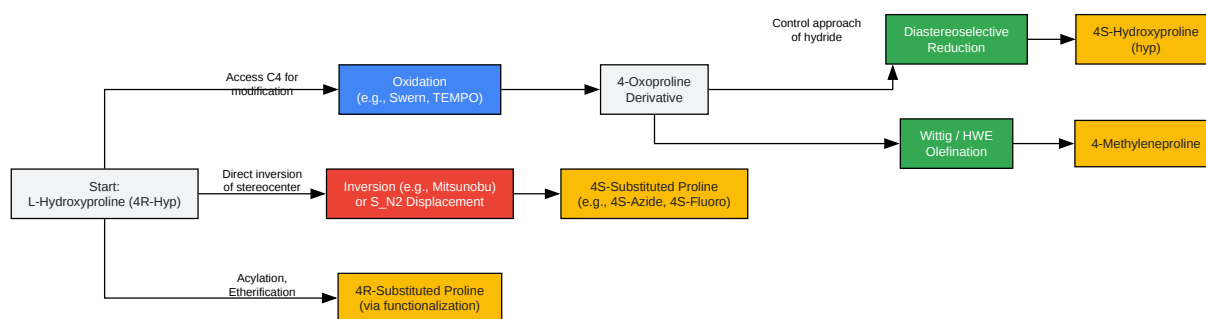 Control approach
of hydride
Diastereoselective
Reduction
4S-Hydroxyproline
(hyp)
Access C4 for
modification
Oxidation
(e.g., Swern, TEMPO)
4-Oxoproline
Derivative
Wittig / HWE
Olefination
4-Methyleneproline
Start:
L-Hydroxyproline (4R-Hyp)
Direct inversion
of stereocenter
Inversion (e.g., Mitsunobu)
or S_N2 Displacement
4S-Substituted Proline
(e.g., 4S-Azide, 4S-Fluoro)
Acylation,
Etherification
4R-Substituted Proline
(via functionalization)